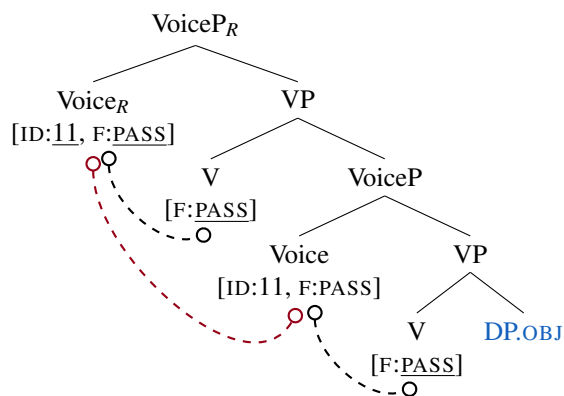 VoiceP_R
Voice_R VP
[ID:11, F:PASS]
V VoiceP
[F:PASS]
Voice VP
[ID:11, F:PASS]
V DP.OBJ
[F:PASS]